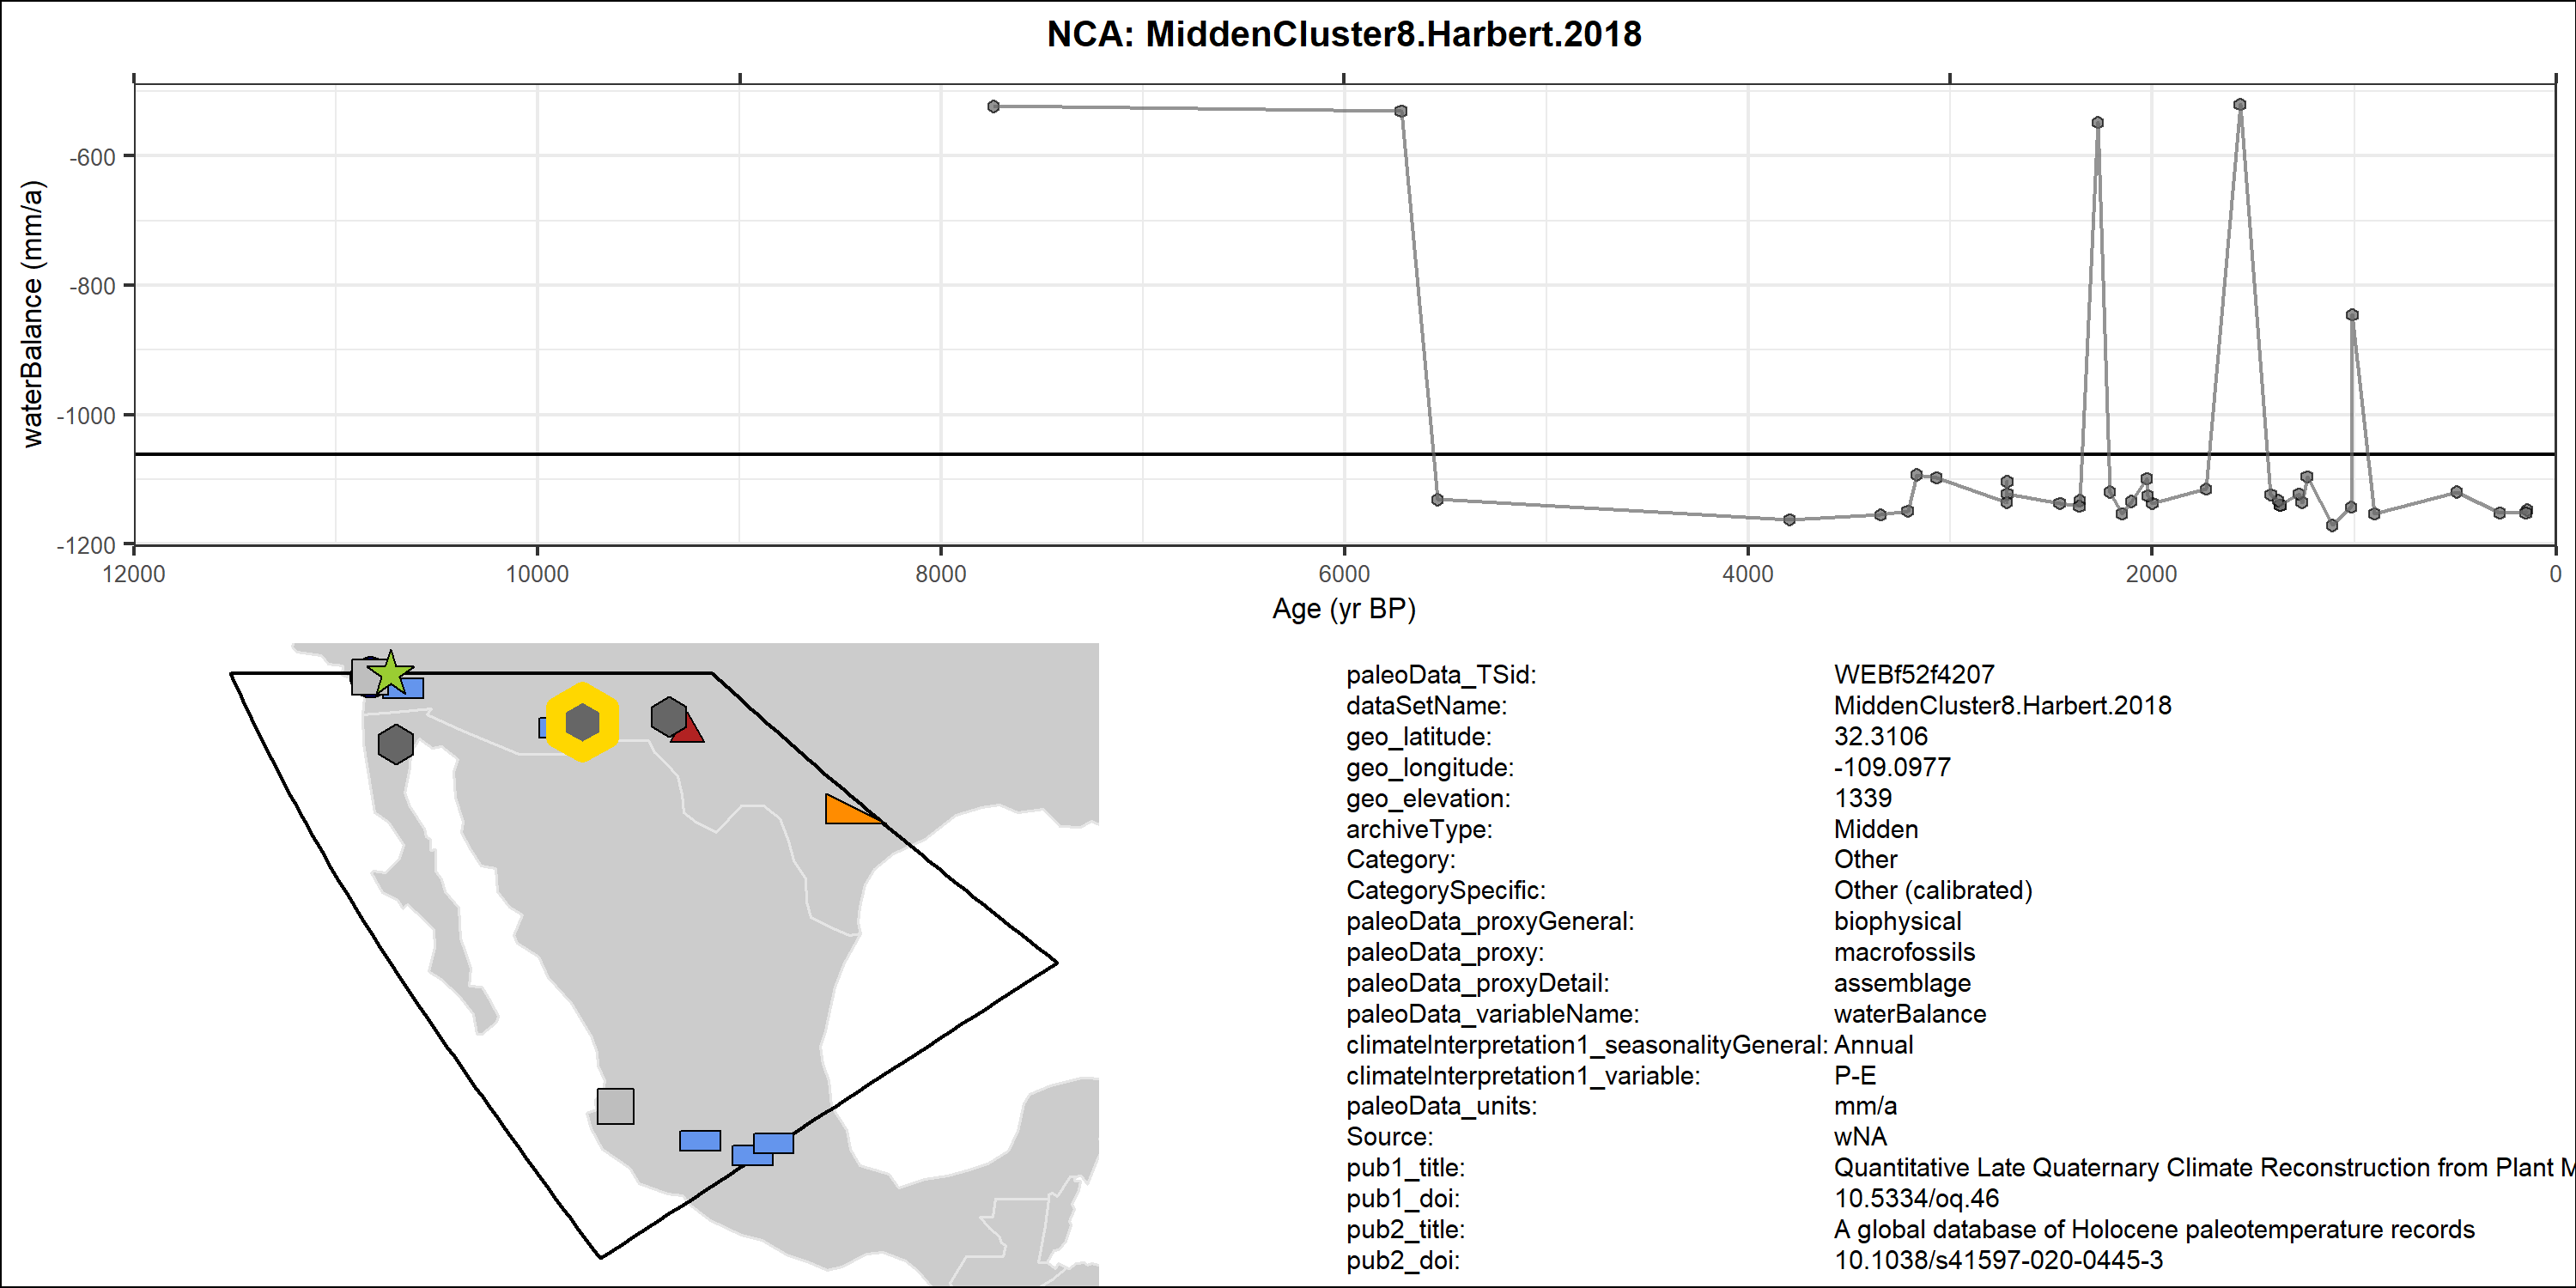 NCA: MiddenCluster8.Harbert.2018
waterBalance (mm/a)
-600
-800
-1000
-1200
12000 10000 8000 6000 4000 2000 0
Age (yr BP)
paleoData_TSid: WEBf52f4207
dataSetName: MiddenCluster8.Harbert.2018
geo_latitude: 32.3106
geo_longitude: -109.0977
geo_elevation: 1339
archiveType: Midden
Category: Other
CategorySpecific: Other (calibrated)
paleoData_proxyGeneral: biophysical
paleoData_proxy: macrofossils
paleoData_proxyDetail: assemblage
paleoData_variableName: waterBalance
climateInterpretation1_seasonalityGeneral: Annual
climateInterpretation1_variable: P-E
paleoData_units: mm/a
Source: wNA
pub1_title: Quantitative Late Quaternary Climate Reconstruction from Plant M
pub1_doi: 10.5334/oq.46
pub2_title: A global database of Holocene paleotemperature records
pub2_doi: 10.1038/s41597-020-0445-3